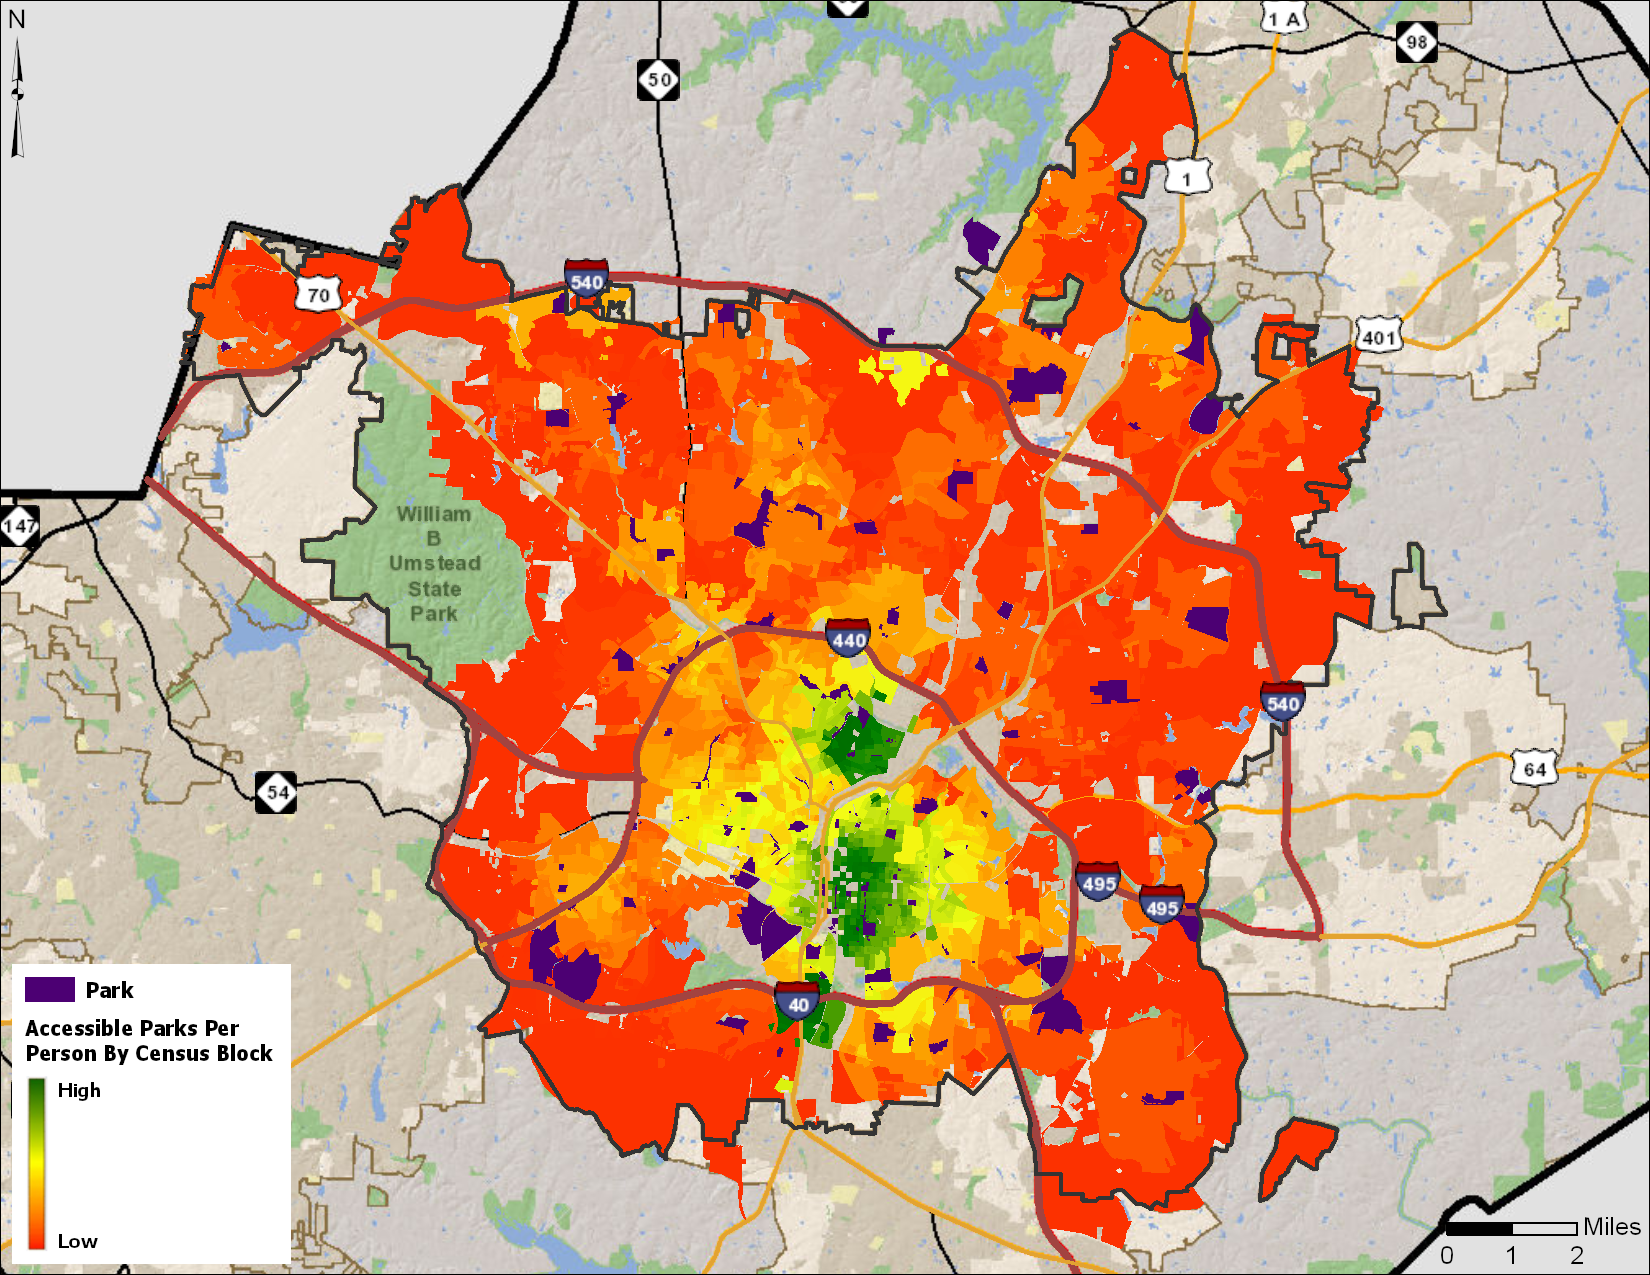 N
1 A
98
50
1
540
70
401
147
William
B
Umstead
State
Park
440
540
64
54
495
495
40
Park
Accessible Parks Per
Person By Census Block
High
Low
Miles
0 1 2